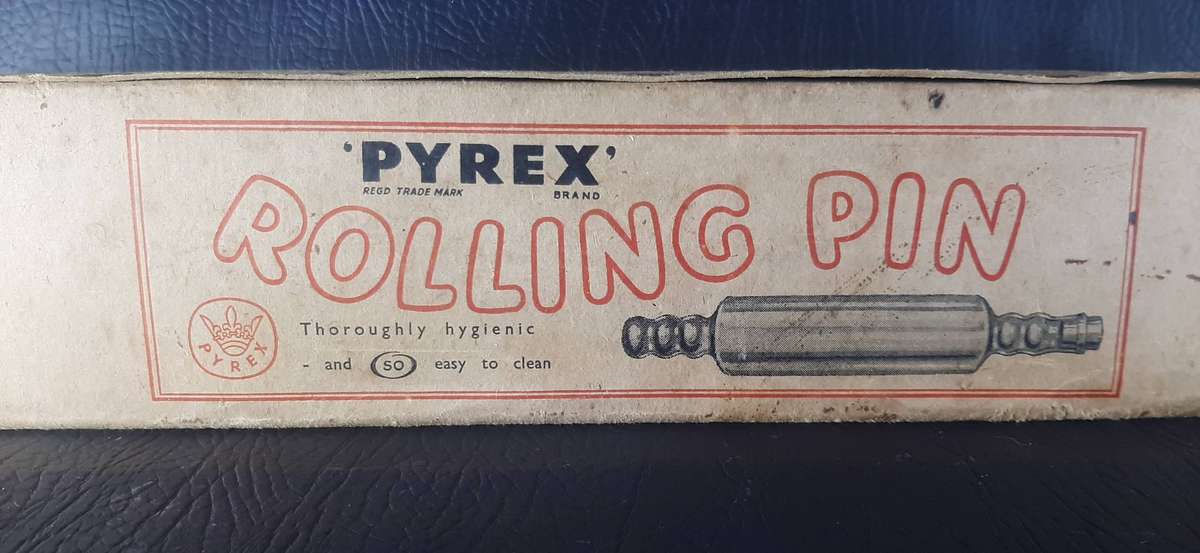 'PYREX'
REGD TRADE MARK BRAND
ROLLING PIN
PYREX
Thoroughly hygienic
- and SO easy to clean